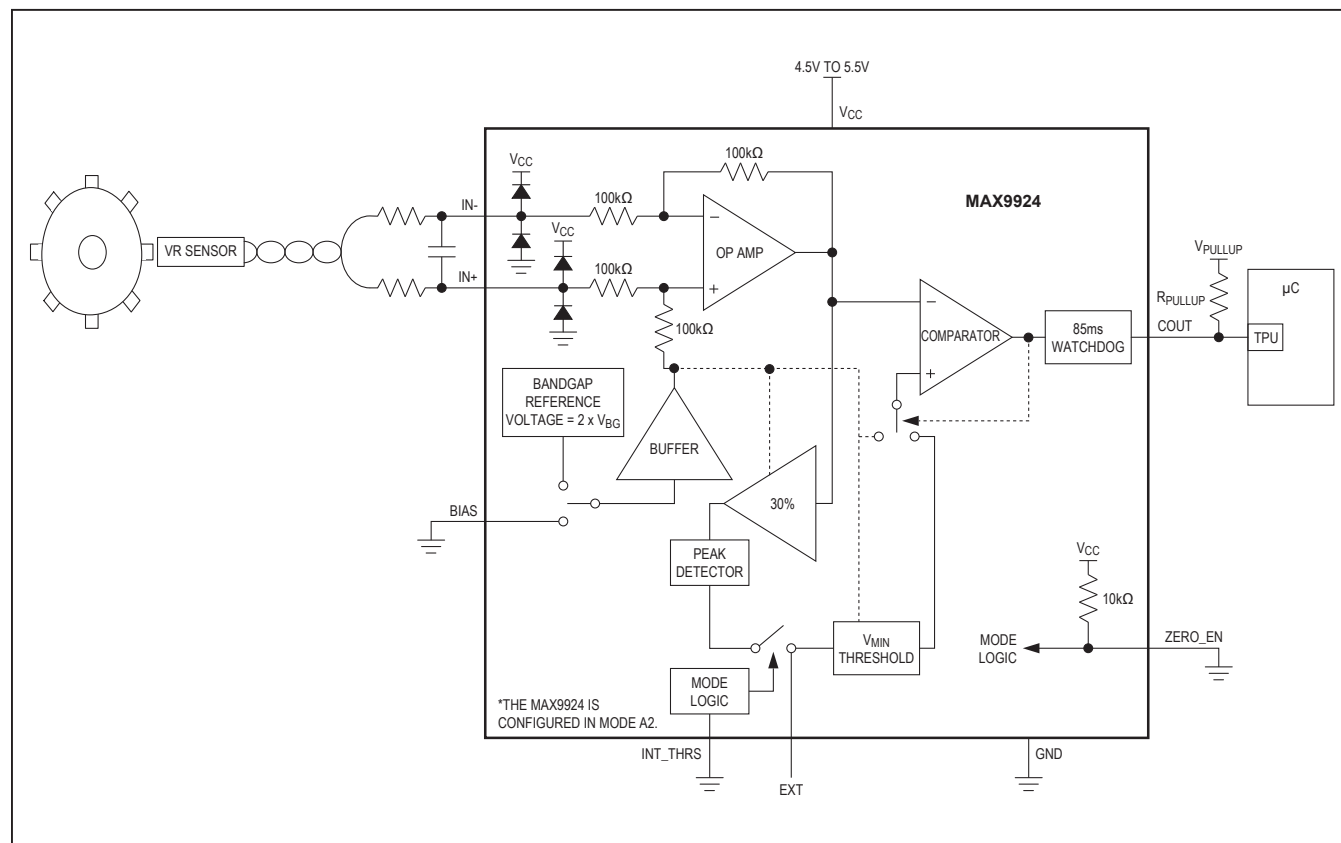 4.5V TO 5.5V
VCC
VCC
100kΩ
MAX9924
IN-
100kΩ
VCC
−
OP AMP
+
VR SENSOR
IN+
100kΩ
100kΩ
VPULLUP
RPULLUP
µC
−
COMPARATOR
+
85ms
WATCHDOG
COUT
TPU
BANDGAP
REFERENCE
VOLTAGE = 2 x VBG
BUFFER
30%
BIAS
PEAK
DETECTOR
VCC
10kΩ
VMIN
THRESHOLD
MODE
LOGIC
ZERO_EN
MODE
LOGIC
*THE MAX9924 IS
CONFIGURED IN MODE A2.
INT_THRS
EXT
GND